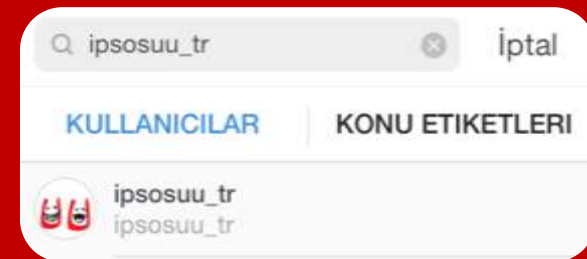 ipsosuu_tr İptal
KULLANICILAR KONU ETIKETLERI
ipsosuu_tr
ipsosuu_tr